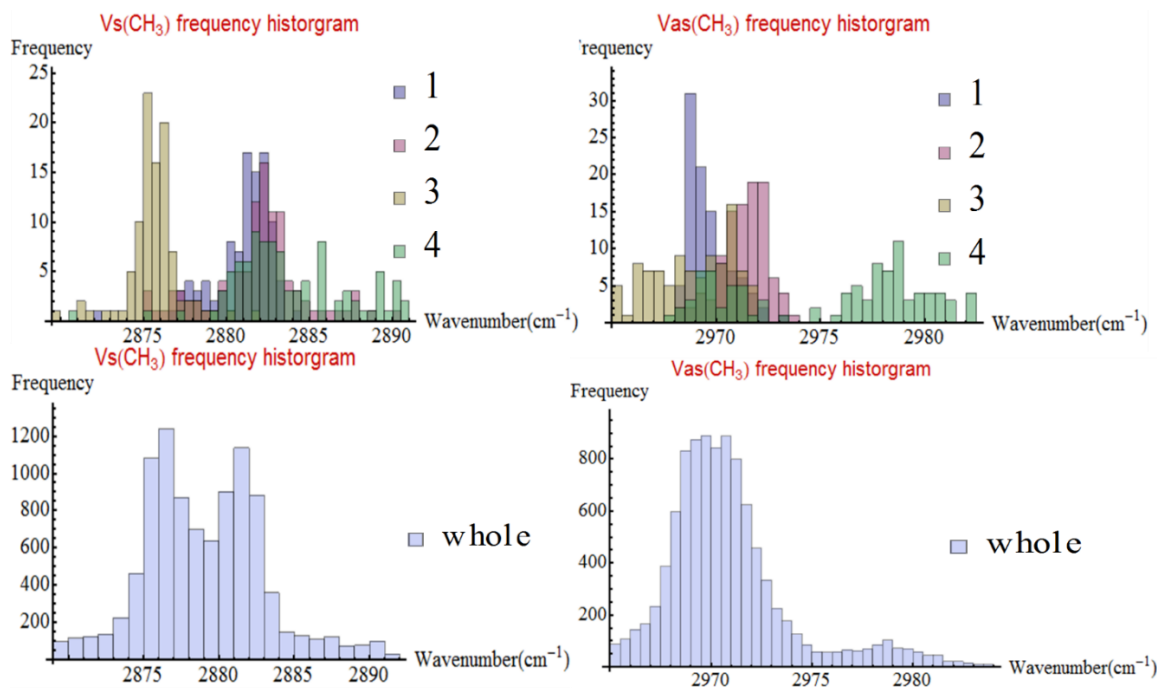 Vs(CH₃) frequency historgram
Frequency
25
20
15
10
5
2875 2880 2885 2890
Wavenumber(cm⁻¹)
1
2
3
4
Vas(CH₃) frequency historgram
requency
30
25
20
15
10
5
2970 2975 2980
Wavenumber(cm⁻¹)
1
2
3
4
Vs(CH₃) frequency historgram
Frequency
1200
1000
800
600
400
200
2875 2880 2885 2890
Wavenumber(cm⁻¹)
whole
Vas(CH₃) frequency historgram
Frequency
800
600
400
200
2970 2975 2980
Wavenumber(cm⁻¹)
whole